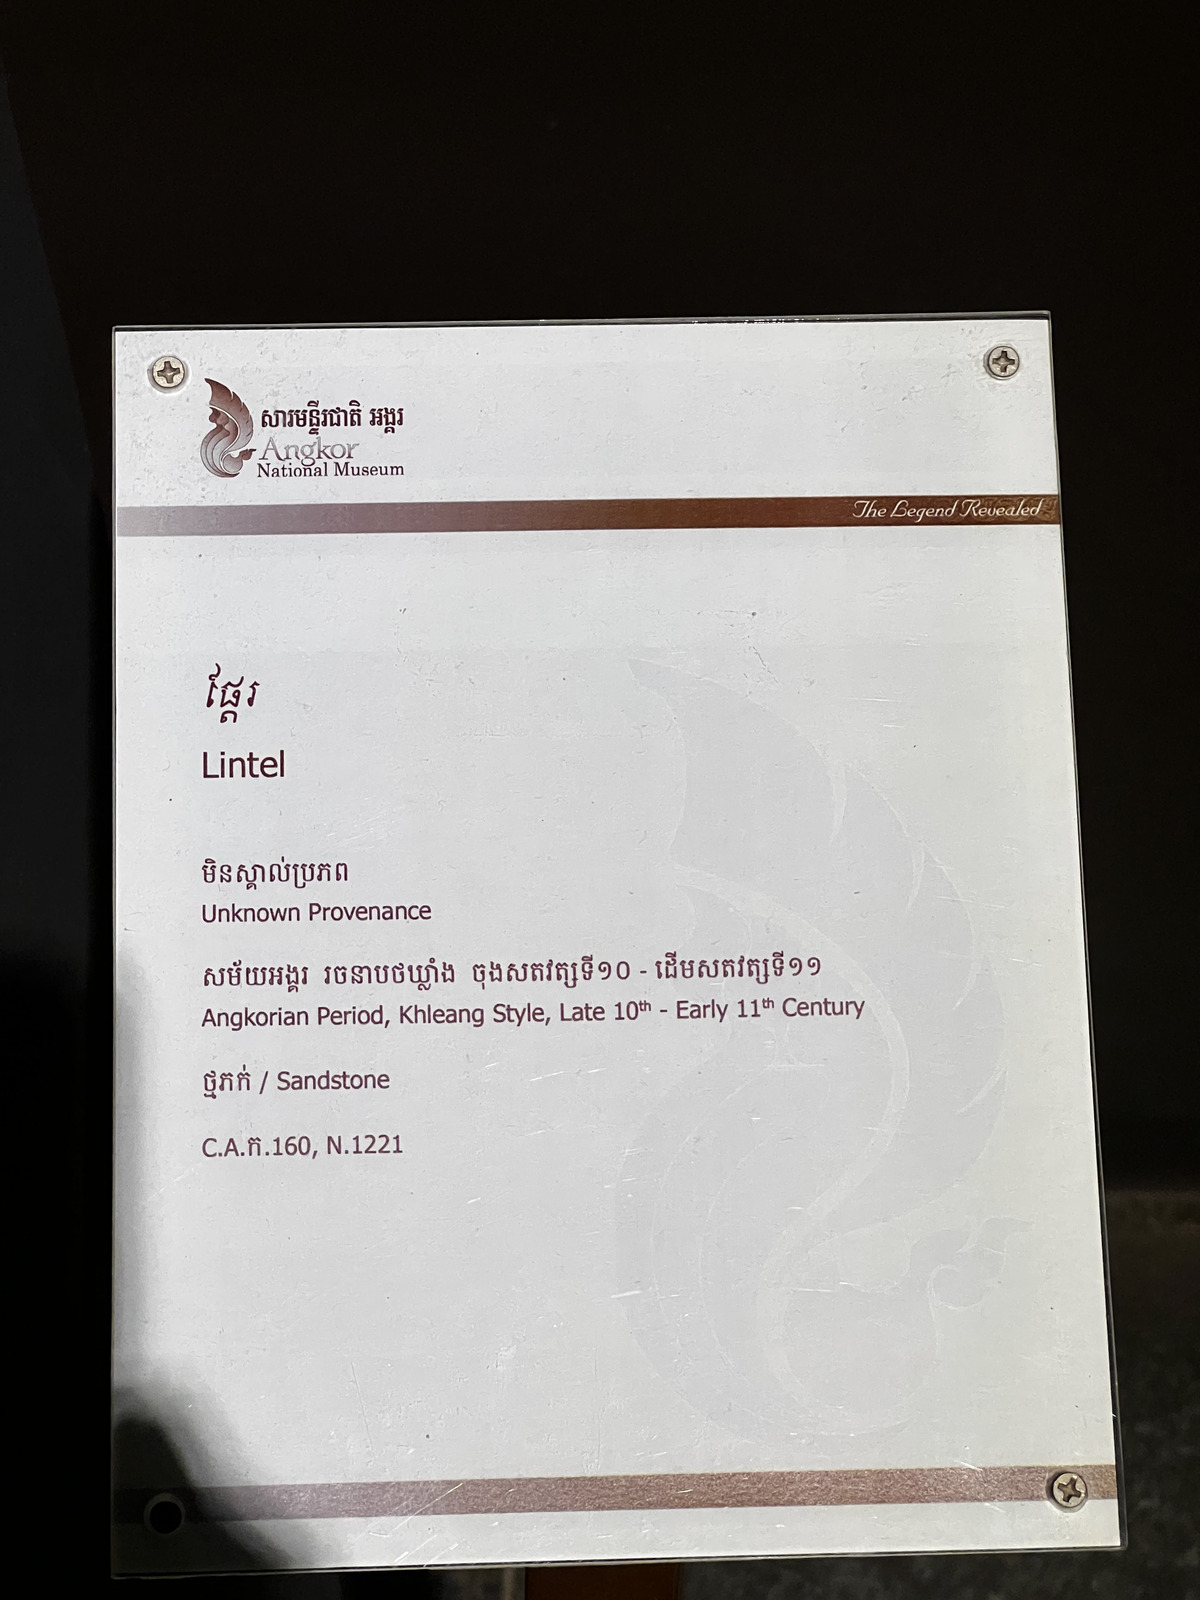 សារមន្ទីរជាតិ អង្គរ
Angkor
National Museum
The Legend Revealed
ផ្ដែរ
Lintel
មិនស្គាល់ប្រភព
Unknown Provenance
សម័យអង្គរ រចនាបថឃ្លាំង ចុងសតវត្សទី១០ - ដើមសតវត្សទី១១
Angkorian Period, Khleang Style, Late 10th - Early 11th Century
ថ្មភក់ / Sandstone
C.A.ក.160, N.1221